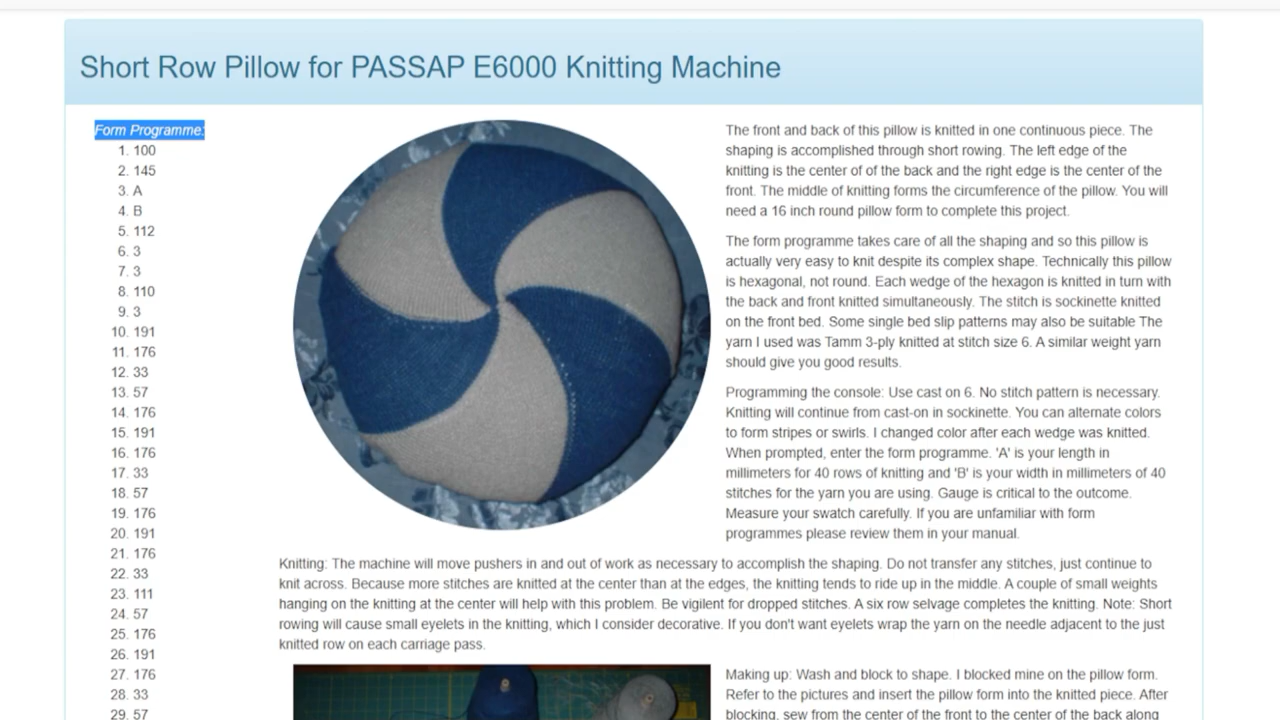 Short Row Pillow for PASSAP E6000 Knitting Machine
Form Programme:
1. 100
2. 145
3. A
4. B
5. 112
6. 3
7. 3
8. 110
9. 3
10. 191
11. 176
12. 33
13. 57
14. 176
15. 191
16. 176
17. 33
18. 57
19. 176
20. 191
21. 176
22. 33
23. 111
24. 57
25. 176
26. 191
27. 176
28. 33
29. 57
The front and back of this pillow is knitted in one continuous piece. The
shaping is accomplished through short rowing. The left edge of the
knitting is the center of of the back and the right edge is the center of the
front. The middle of knitting forms the circumference of the pillow. You will
need a 16 inch round pillow form to complete this project.
The form programme takes care of all the shaping and so this pillow is
actually very easy to knit despite its complex shape. Technically this pillow
is hexagonal, not round. Each wedge of the hexagon is knitted in turn with
the back and front knitted simultaneously. The stitch is sockinette knitted
on the front bed. Some single bed slip patterns may also be suitable The
yarn I used was Tamm 3-ply knitted at stitch size 6. A similar weight yarn
should give you good results.
Programming the console: Use cast on 6. No stitch pattern is necessary.
Knitting will continue from cast-on in sockinette. You can alternate colors
to form stripes or swirls. I changed color after each wedge was knitted.
When prompted, enter the form programme. 'A' is your length in
millimeters for 40 rows of knitting and 'B' is your width in millimeters of 40
stitches for the yarn you are using. Gauge is critical to the outcome.
Measure your swatch carefully. If you are unfamiliar with form
programmes please review them in your manual.
Knitting: The machine will move pushers in and out of work as necessary to accomplish the shaping. Do not transfer any stitches, just continue to
knit across. Because more stitches are knitted at the center than at the edges, the knitting tends to ride up in the middle. A couple of small weights
hanging on the knitting at the center will help with this problem. Be vigilent for dropped stitches. A six row selvage completes the knitting. Note: Short
rowing will cause small eyelets in the knitting, which I consider decorative. If you don't want eyelets wrap the yarn on the needle adjacent to the just
knitted row on each carriage pass.
Making up: Wash and block to shape. I blocked mine on the pillow form.
Refer to the pictures and insert the pillow form into the knitted piece. After
blocking, sew from the center of the front to the center of the back along